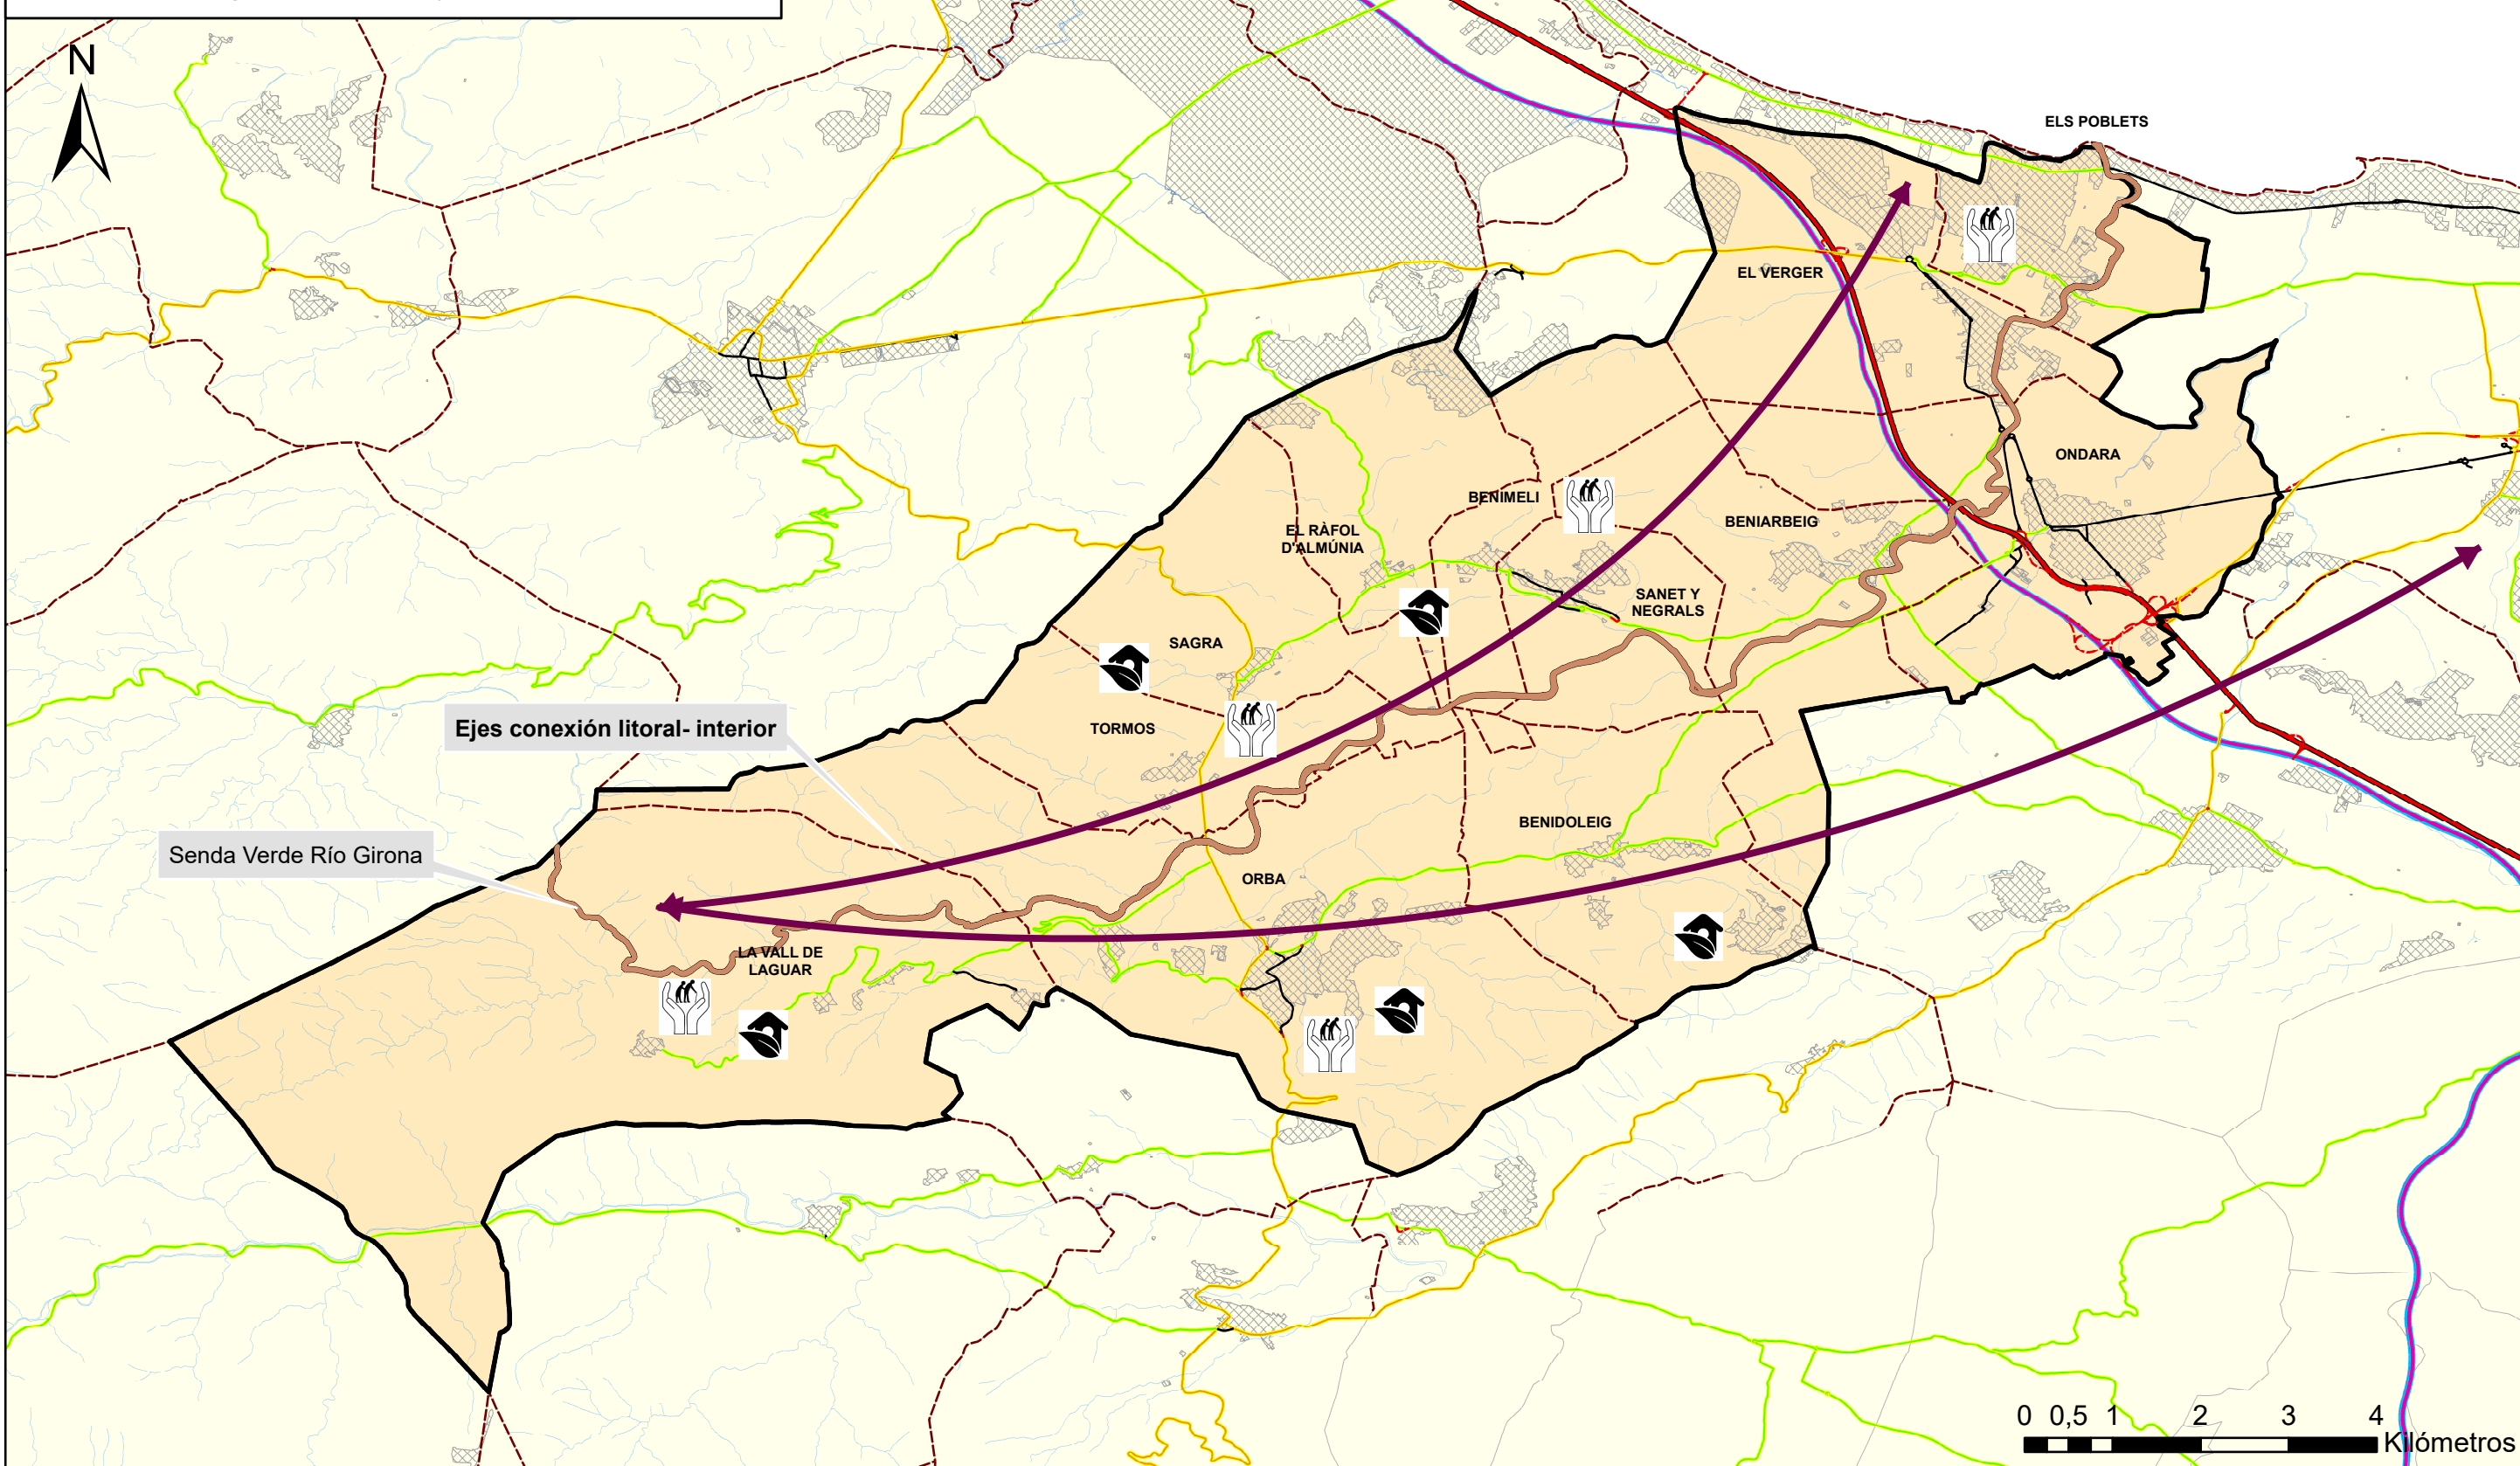 N
ELS POBLETS
EL VERGER
ONDARA
BENIMELI
BENIARBEIG
EL RÀFOL
D'ALMÚNIA
SANET Y
NEGRALS
SAGRA
TORMOS
Ejes conexión litoral- interior
BENIDOLEIG
Senda Verde Río Girona
ORBA
LA VALL DE
LAGUAR
0 0,5 1 2 3 4
Kilómetros